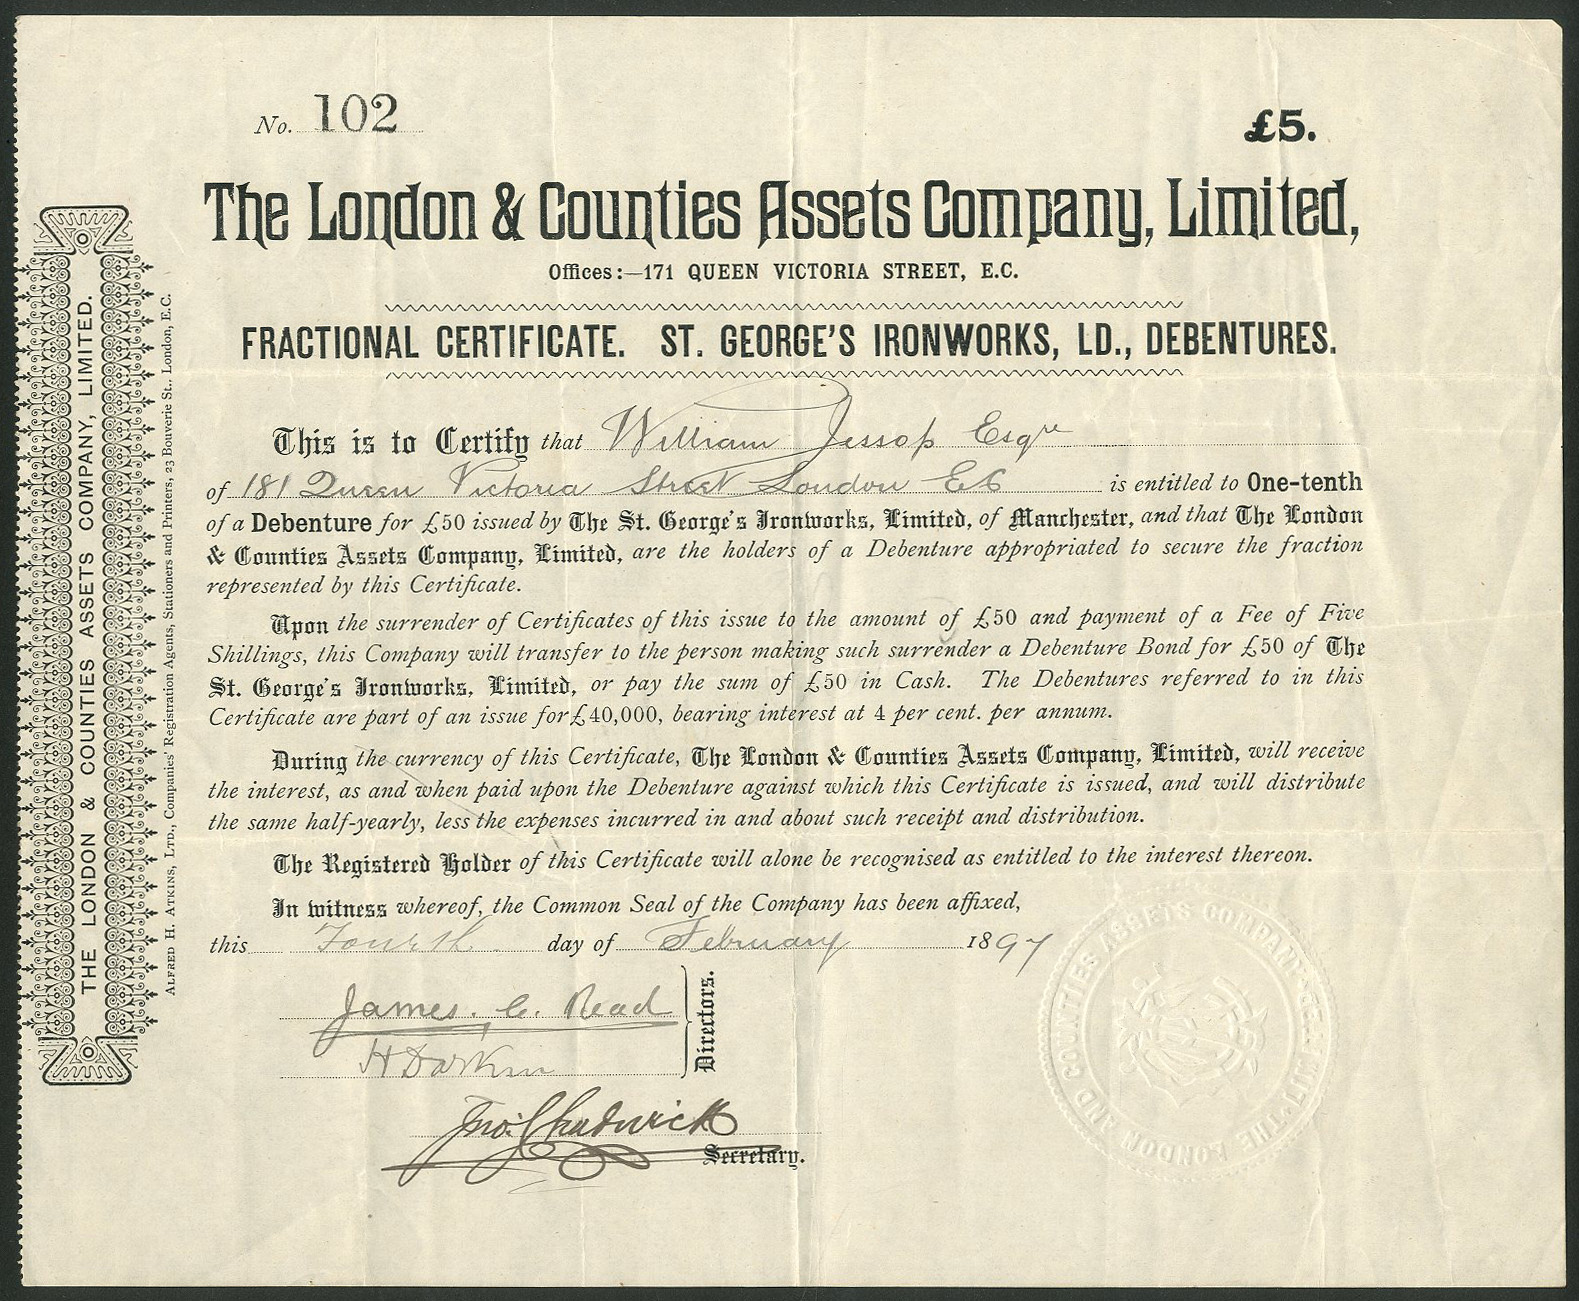 No. 102
£5.
The London & Counties Assets Company, Limited,
Offices:—171 QUEEN VICTORIA STREET, E.C.
FRACTIONAL CERTIFICATE. ST. GEORGE'S IRONWORKS, LD., DEBENTURES.
This is to Certify that William Jessop Esqre
of 181 Queen Victoria Street London EC is entitled to One-tenth
of a Debenture for £50 issued by The St. George's Ironworks, Limited, of Manchester, and that The London
& Counties Assets Company, Limited, are the holders of a Debenture appropriated to secure the fraction
represented by this Certificate.
Upon the surrender of Certificates of this issue to the amount of £50 and payment of a Fee of Five
Shillings, this Company will transfer to the person making such surrender a Debenture Bond for £50 of The
St. George's Ironworks, Limited, or pay the sum of £50 in Cash. The Debentures referred to in this
Certificate are part of an issue for £40,000, bearing interest at 4 per cent. per annum.
During the currency of this Certificate, The London & Counties Assets Company, Limited, will receive
the interest, as and when paid upon the Debenture against which this Certificate is issued, and will distribute
the same half-yearly, less the expenses incurred in and about such receipt and distribution.
The Registered Holder of this Certificate will alone be recognised as entitled to the interest thereon.
In witness whereof, the Common Seal of the Company has been affixed,
this Fourth day of February 1897
James. C. Read
Directors.
Jno. Chadwick
Secretary.
THE LONDON & COUNTIES ASSETS COMPANY, LIMITED.
ALFRED H. ATKINS, LTD., Companies' Registration Agents, Stationers and Printers, 23 Bouverie St., London, E.C.
THE LONDON AND COUNTIES ASSETS COMPANY